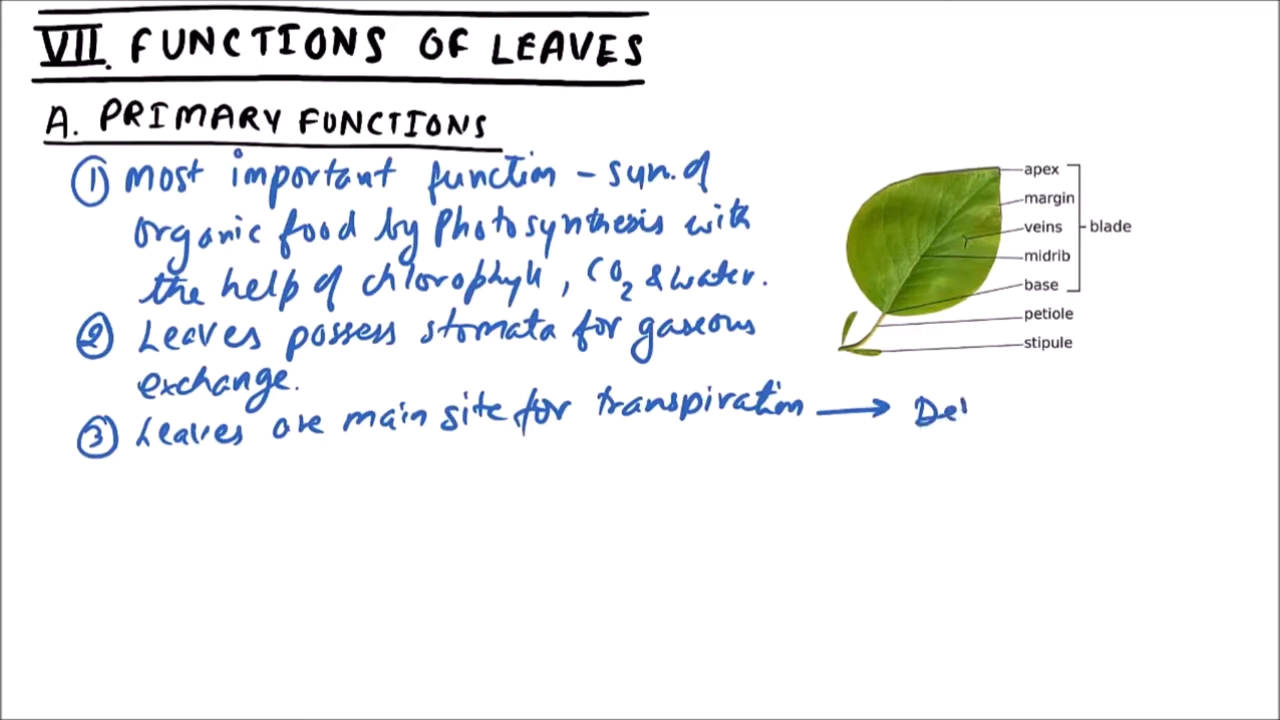 VII. FUNCTIONS OF LEAVES
A. PRIMARY FUNCTIONS
① Most important function - syn. of
organic food by Photosynthesis with
the help of chlorophyll, CO₂ & water.
② Leaves possess stomata for gaseous
exchange.
③ Leaves are main site for transpiration → De
apex
margin
veins
blade
midrib
base
petiole
stipule